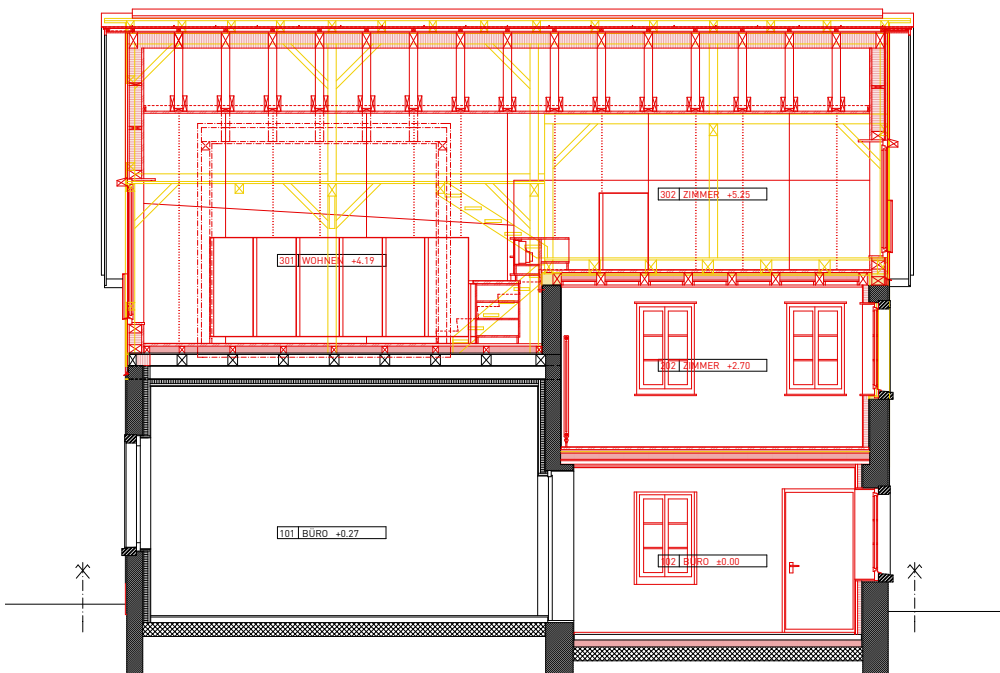 302 ZIMMER +5.25
301 WOHNEN +4.19
202 ZIMMER +2.70
101 BÜRO +0.27
102 BÜRO ±0.00